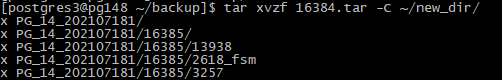 [postgres3@pg148 ~/backup]$ tar xvzf 16384.tar -C ~/new_dir/
x PG_14_202107181/
x PG_14_202107181/16385/
x PG_14_202107181/16385/13938
x PG_14_202107181/16385/2618_fsm
x PG_14_202107181/16385/3257